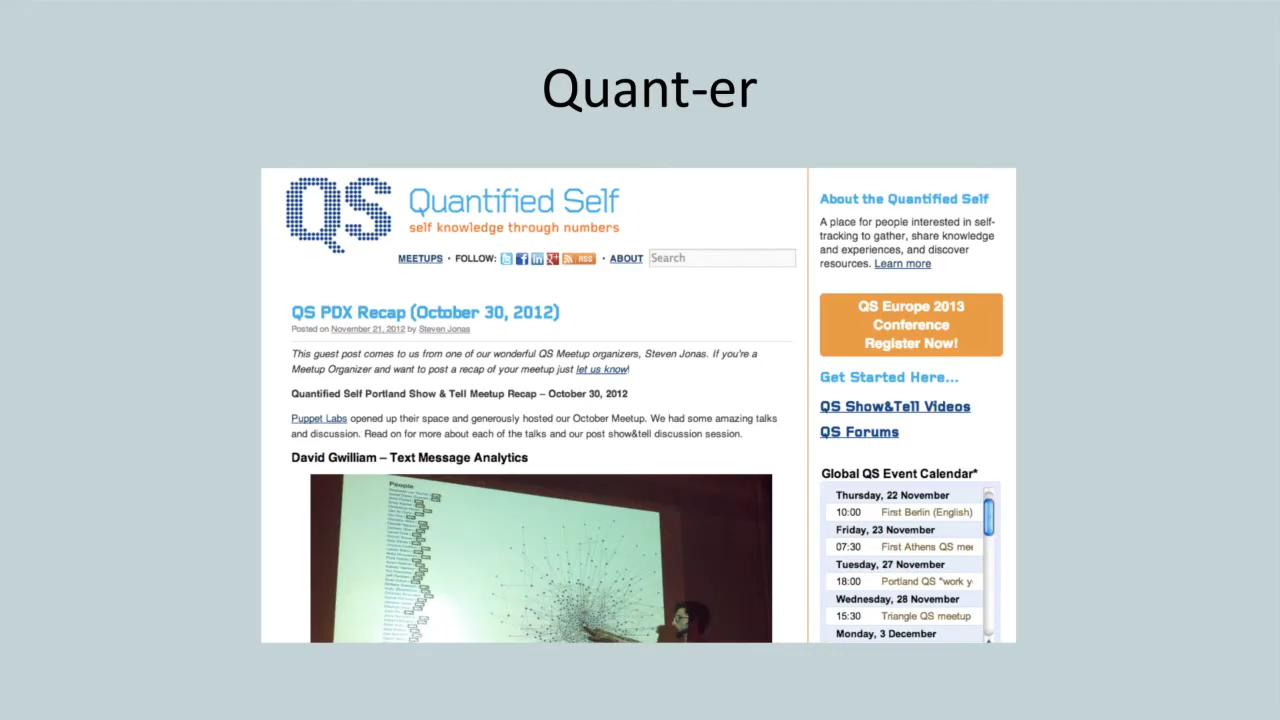 Quant-er
QS
Quantified Self
self knowledge through numbers
MEETUPS • FOLLOW: RSS • ABOUT Search
QS PDX Recap (October 30, 2012)
Posted on November 21, 2012 by Steven Jonas
This guest post comes to us from one of our wonderful QS Meetup organizers, Steven Jonas. If you're a
Meetup Organizer and want to post a recap of your meetup just let us know!
Quantified Self Portland Show & Tell Meetup Recap – October 30, 2012
Puppet Labs opened up their space and generously hosted our October Meetup. We had some amazing talks
and discussion. Read on for more about each of the talks and our post show&tell discussion session.
David Gwilliam – Text Message Analytics
People
About the Quantified Self
A place for people interested in self-
tracking to gather, share knowledge
and experiences, and discover
resources. Learn more
QS Europe 2013
Conference
Register Now!
Get Started Here...
QS Show&Tell Videos
QS Forums
Global QS Event Calendar*
Thursday, 22 November
10:00 First Berlin (English)
Friday, 23 November
07:30 First Athens QS mee
Tuesday, 27 November
18:00 Portland QS "work y
Wednesday, 28 November
15:30 Triangle QS meetup
Monday, 3 December